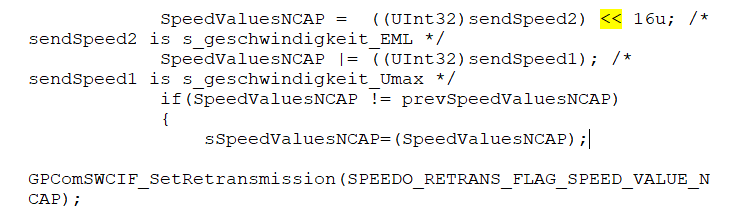 SpeedValuesNCAP =  ((UInt32)sendSpeed2) << 16u; /*
sendSpeed2 is s_geschwindigkeit_EML */
SpeedValuesNCAP |= ((UInt32)sendSpeed1); /*
sendSpeed1 is s_geschwindigkeit_Umax */
if(SpeedValuesNCAP != prevSpeedValuesNCAP)
{
sSpeedValuesNCAP=(SpeedValuesNCAP);
GPComSWCIF_SetRetransmission(SPEEDO_RETRANS_FLAG_SPEED_VALUE_N
CAP);